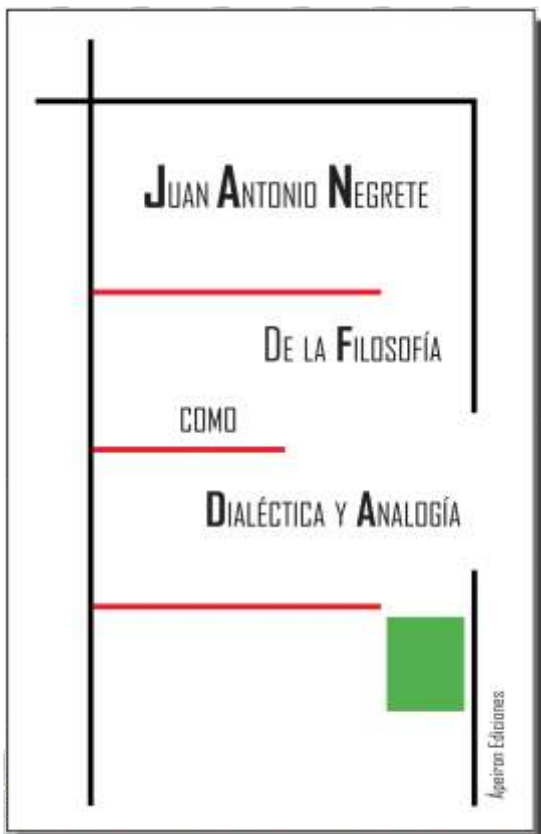 Juan Antonio Negrete
De la Filosofía
como
Dialéctica y Analogía
Ápeiron Ediciones